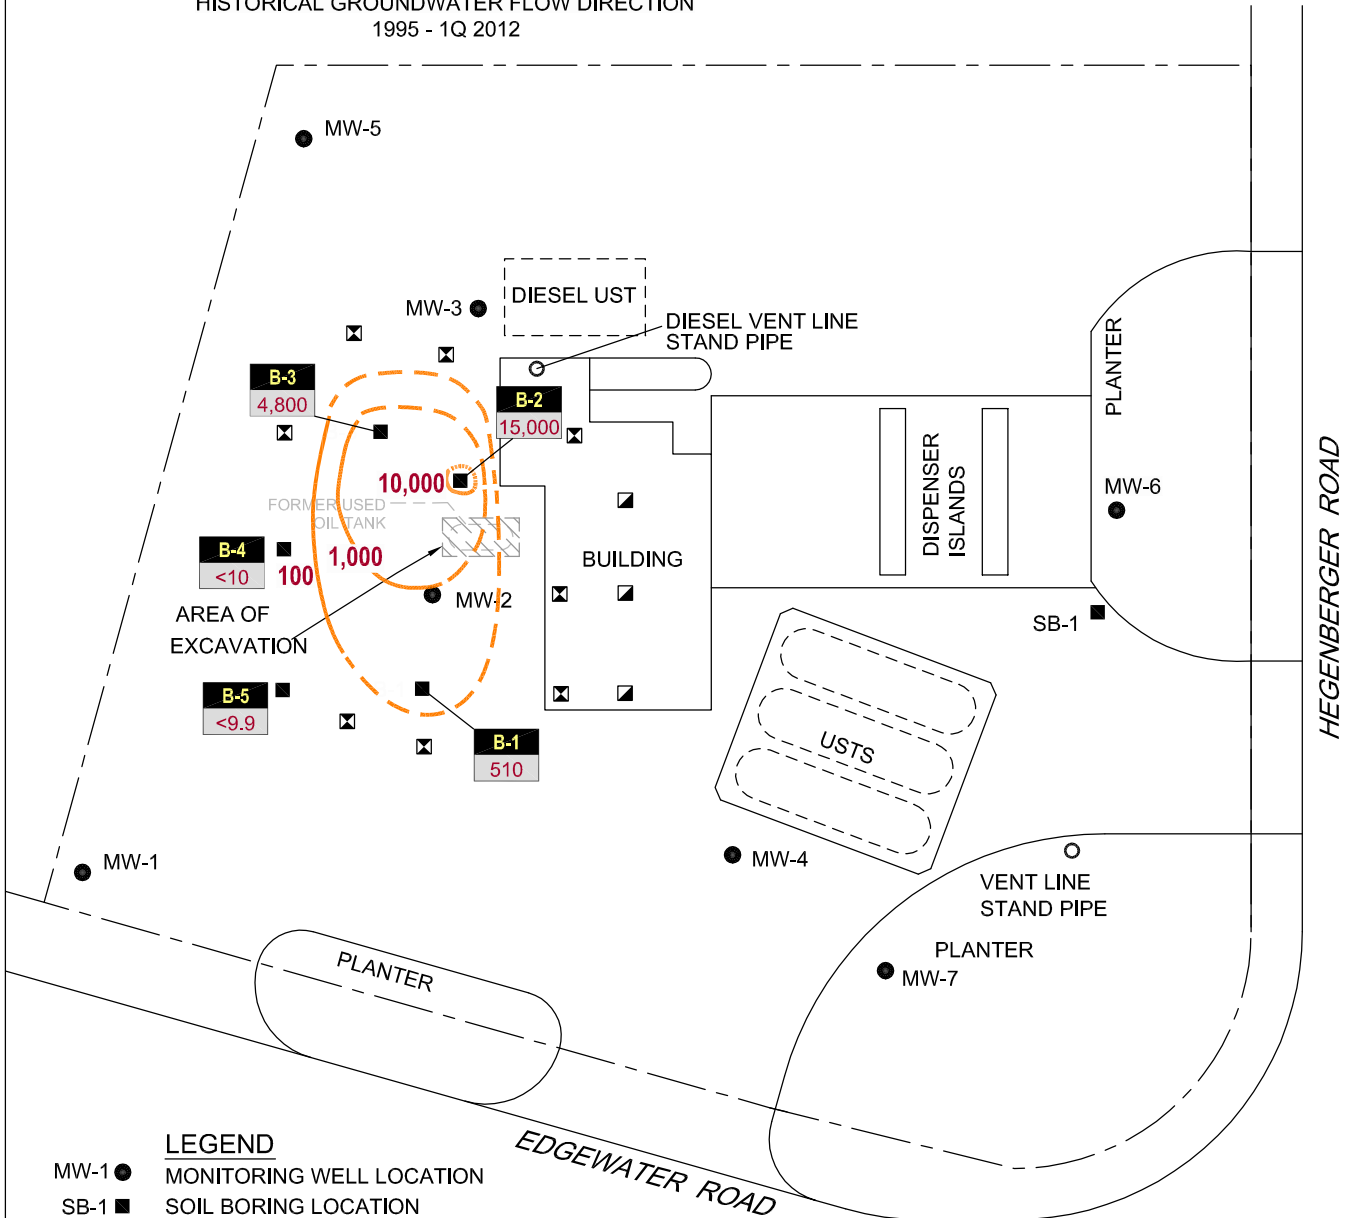 HISTORICAL GROUNDWATER FLOW DIRECTION
1995 - 1Q 2012
MW-5
MW-3
DIESEL UST
DIESEL VENT LINE
STAND PIPE
B-3
4,800
B-2
15,000
10,000
FORMER USED
OIL TANK
B-4
<10
100
1,000
AREA OF
EXCAVATION
MW-2
BUILDING
DISPENSER
ISLANDS
PLANTER
MW-6
SB-1
HEGENBERGER ROAD
B-5
<9.9
B-1
510
USTS
MW-1
MW-4
VENT LINE
STAND PIPE
PLANTER
MW-7
PLANTER
EDGEWATER ROAD
LEGEND
MW-1 MONITORING WELL LOCATION
SB-1 SOIL BORING LOCATION